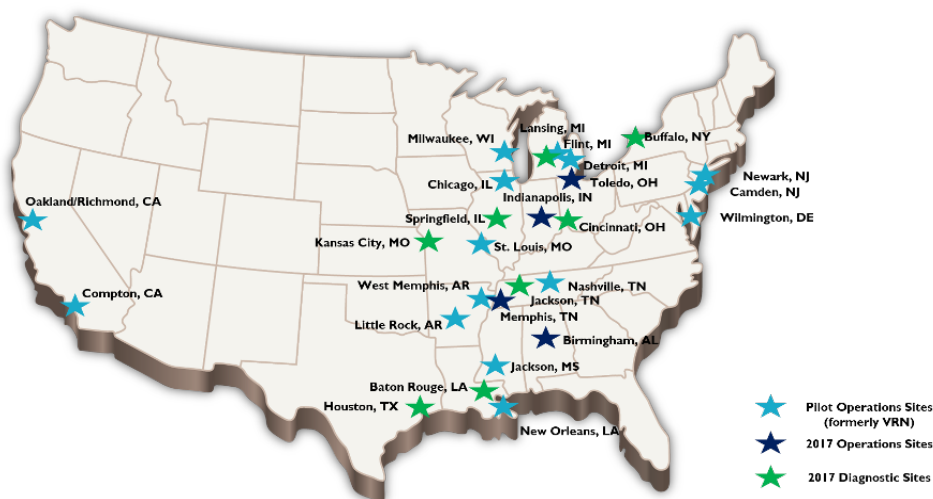 Lansing, MI
Milwaukee, WI
Flint, MI
Buffalo, NY
Detroit, MI
Newark, NJ
Chicago, IL
Toledo, OH
Camden, NJ
Indianapolis, IN
Oakland/Richmond, CA
Springfield, IL
Cincinnati, OH
Wilmington, DE
Kansas City, MO
St. Louis, MO
West Memphis, AR
Nashville, TN
Compton, CA
Jackson, TN
Memphis, TN
Little Rock, AR
Birmingham, AL
Jackson, MS
Baton Rouge, LA
Houston, TX
New Orleans, LA
Pilot Operations Sites
(formerly VRN)
2017 Operations Sites
2017 Diagnostic Sites